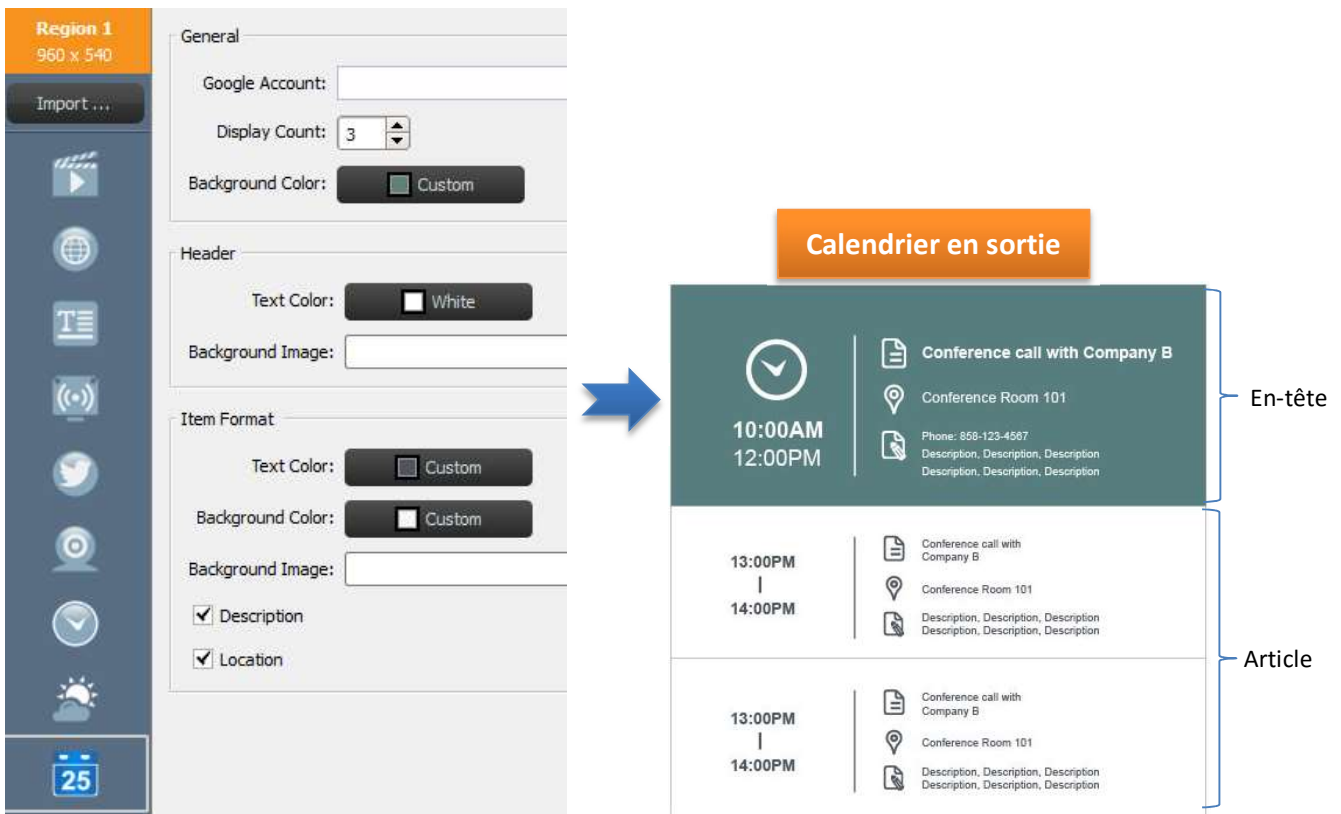 Region 1
960 x 540
Import ...
25
General
Google Account:
Display Count: 3
Background Color: Custom
Header
Text Color: White
Background Image:
Item Format
Text Color: Custom
Background Color: Custom
Background Image:
Description
Location
Calendrier en sortie
10:00AM
12:00PM
Conference call with Company B
Conference Room 101
Phone: 858-123-4567
Description, Description, Description
Description, Description, Description
En-tête
13:00PM
14:00PM
Conference call with
Company B
Conference Room 101
Description, Description, Description
Description, Description, Description
Article
13:00PM
14:00PM
Conference call with
Company B
Conference Room 101
Description, Description, Description
Description, Description, Description